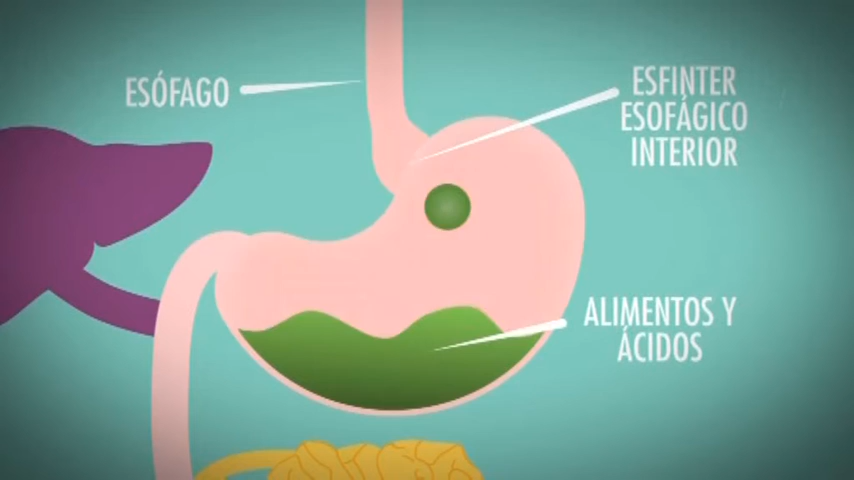 ESÓFAGO
ESFINTER
ESOFÁGICO
INTERIOR
ALIMENTOS Y
ÁCIDOS